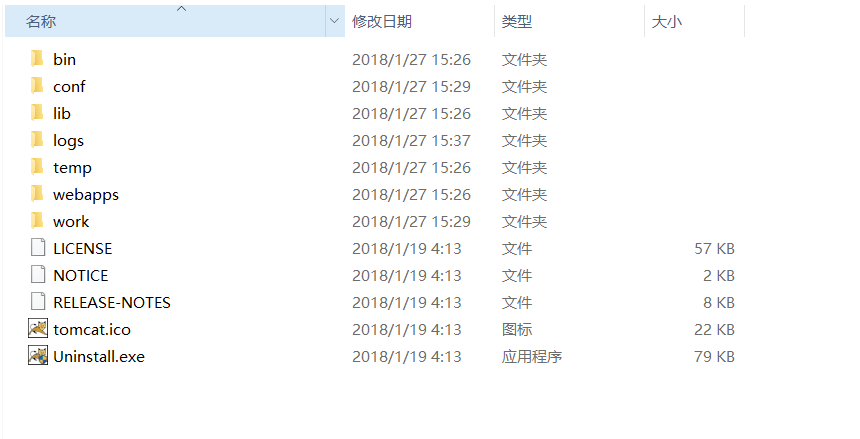 名称 修改日期 类型 大小
bin 2018/1/27 15:26 文件夹
conf 2018/1/27 15:29 文件夹
lib 2018/1/27 15:26 文件夹
logs 2018/1/27 15:37 文件夹
temp 2018/1/27 15:26 文件夹
webapps 2018/1/27 15:26 文件夹
work 2018/1/27 15:29 文件夹
LICENSE 2018/1/19 4:13 文件 57 KB
NOTICE 2018/1/19 4:13 文件 2 KB
RELEASE-NOTES 2018/1/19 4:13 文件 8 KB
tomcat.ico 2018/1/19 4:13 图标 22 KB
Uninstall.exe 2018/1/19 4:13 应用程序 79 KB